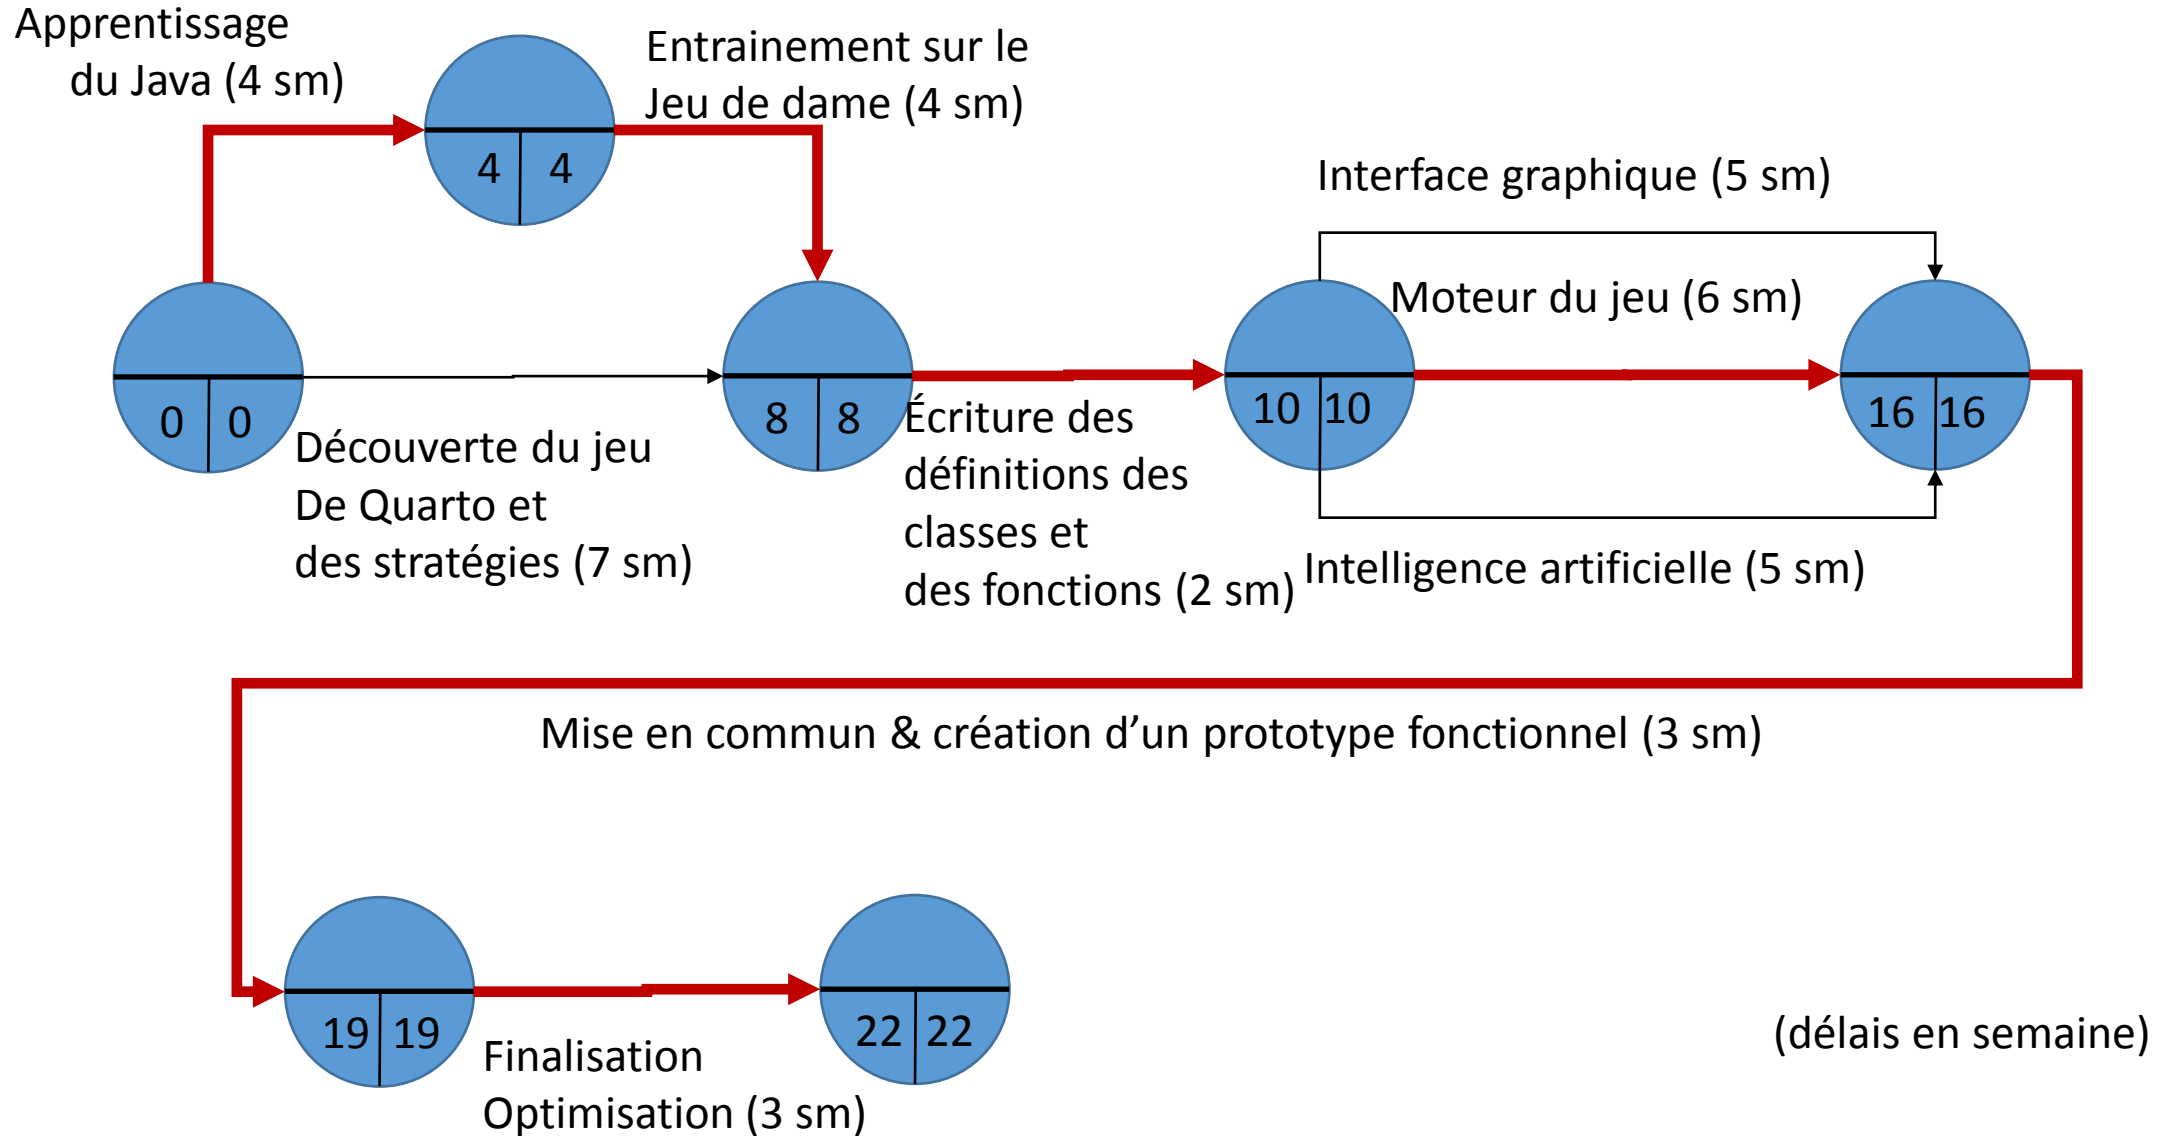 Apprentissage
du Java (4 sm)
Entrainement sur le
Jeu de dame (4 sm)
4 4
Interface graphique (5 sm)
Moteur du jeu (6 sm)
0 0
8 8
10 10
16 16
Découverte du jeu
De Quarto et
des stratégies (7 sm)
Écriture des
définitions des
classes et
des fonctions (2 sm)
Intelligence artificielle (5 sm)
Mise en commun & création d’un prototype fonctionnel (3 sm)
19 19
22 22
Finalisation
Optimisation (3 sm)
(délais en semaine)